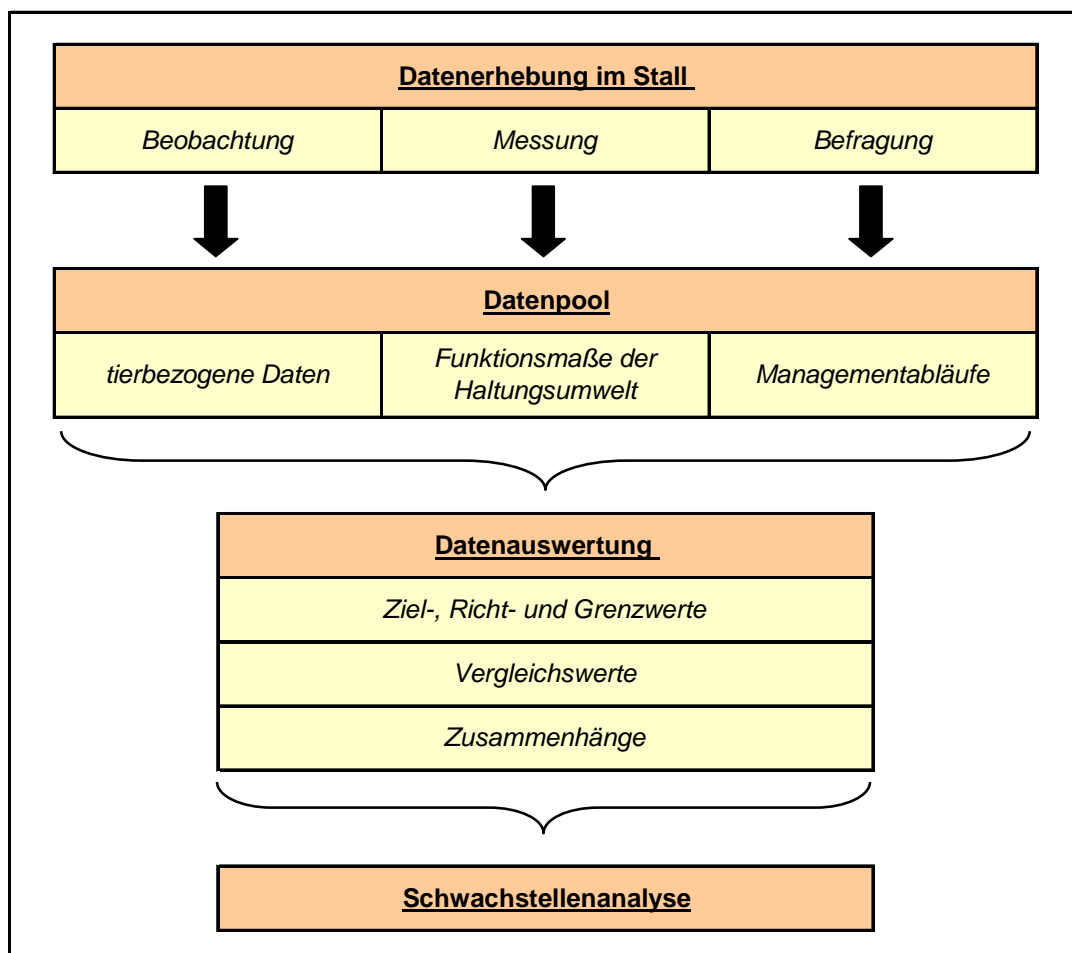 Datenerhebung im Stall
Beobachtung
Messung
Befragung
Datenpool
tierbezogene Daten
Funktionsmaße der
Haltungsumwelt
Managementabläufe
Datenauswertung
Ziel-, Richt- und Grenzwerte
Vergleichswerte
Zusammenhänge
Schwachstellenanalyse